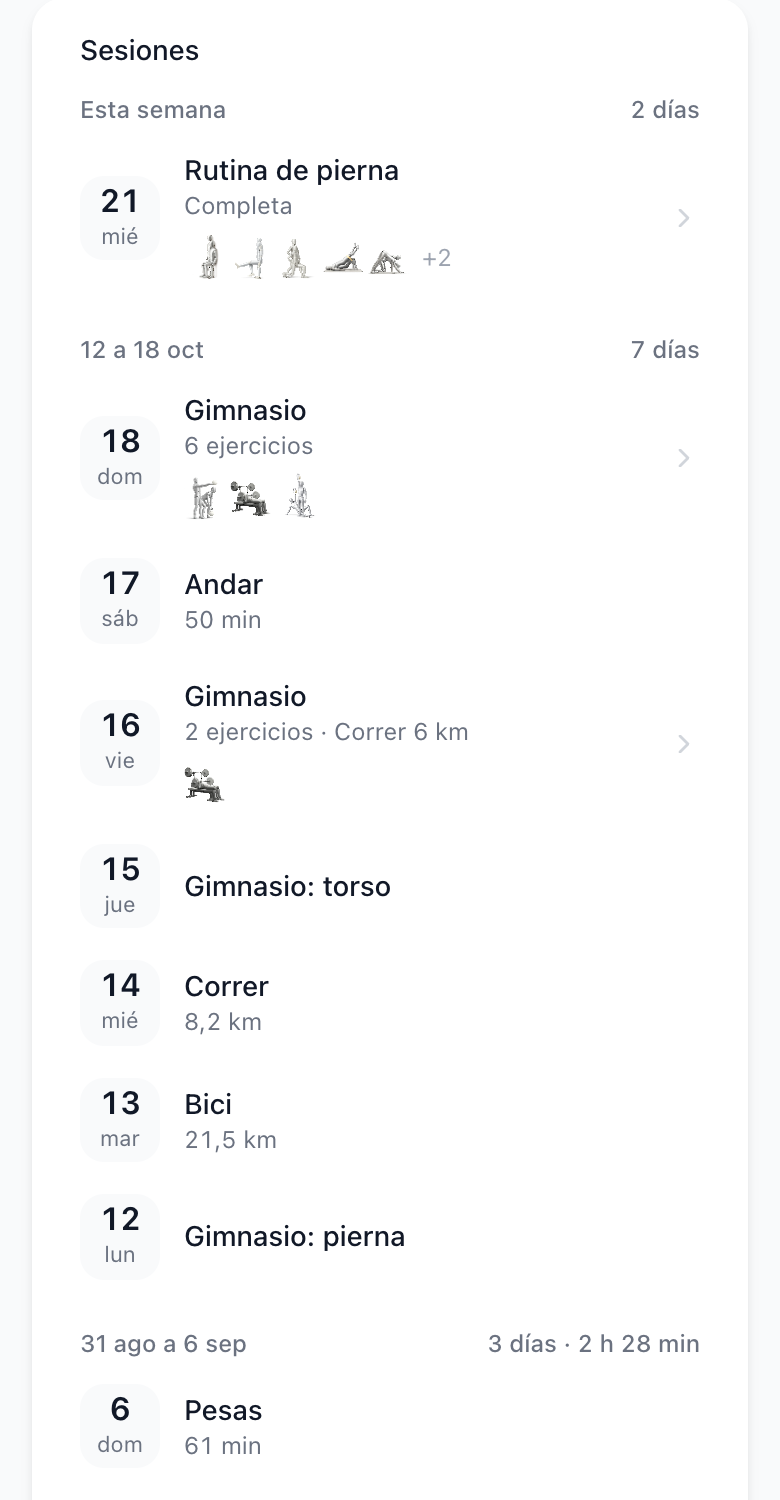 Sesiones
Esta semana 2 días
21 mié
Rutina de pierna
Completa
+2
12 a 18 oct 7 días
18 dom
Gimnasio
6 ejercicios
17 sáb
Andar
50 min
16 vie
Gimnasio
2 ejercicios · Correr 6 km
15 jue
Gimnasio: torso
14 mié
Correr
8,2 km
13 mar
Bici
21,5 km
12 lun
Gimnasio: pierna
31 ago a 6 sep 3 días · 2 h 28 min
6 dom
Pesas
61 min